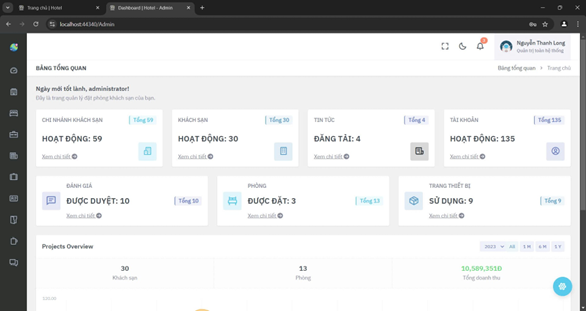 Trang chủ | Hotel
Dashboard | Hotel - Admin
localhost:44340/Admin
2
Nguyễn Thanh Long
Quản trị toàn hệ thống
BẢNG TỔNG QUAN
Bảng tổng quan > Trang chủ
Ngày mới tốt lành, administrator!
Đây là trang quản lý đặt phòng khách sạn của bạn.
CHI NHÁNH KHÁCH SẠN Tổng 59
HOẠT ĐỘNG: 59
Xem chi tiết
KHÁCH SẠN Tổng 30
HOẠT ĐỘNG: 30
Xem chi tiết
TIN TỨC Tổng 4
ĐĂNG TẢI: 4
Xem chi tiết
TÀI KHOẢN Tổng 135
HOẠT ĐỘNG: 135
Xem chi tiết
ĐÁNH GIÁ
ĐƯỢC DUYỆT: 10 Tổng 10
Xem chi tiết
PHÒNG
ĐƯỢC ĐẶT: 3 Tổng 13
Xem chi tiết
TRANG THIẾT BỊ
SỬ DỤNG: 9 Tổng 9
Xem chi tiết
Projects Overview
2023 All 1 M 6 M 1 Y
30
Khách sạn
13
Phòng
10,589,3510
Tổng doanh thu